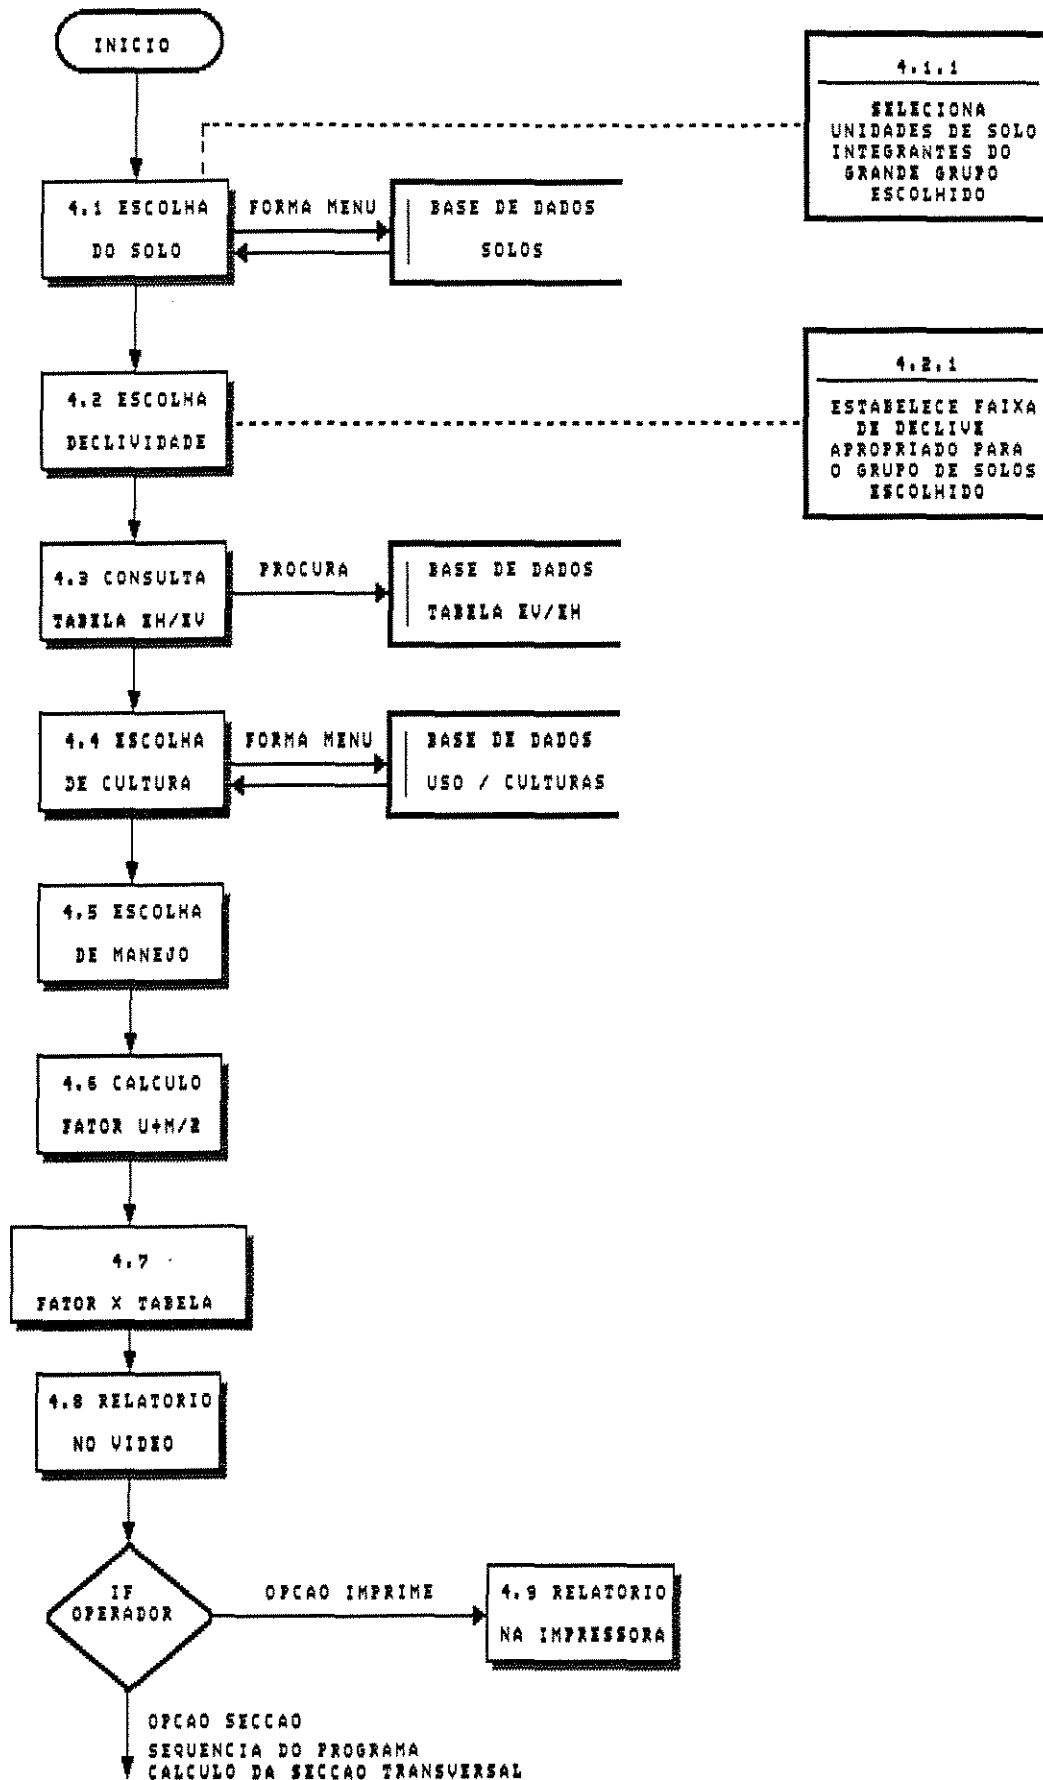 INICIO
4.1.1
SELECIONA
UNIDADES DE SOLO
INTEGRANTES DO
GRANDE GRUPO
ESCOLHIDO
4.1 ESCOLHA
DO SOLO
FORMA MENU
BASE DE DADOS
SOLOS
4.2 ESCOLHA
DECLIVIDADE
4.2.1
ESTABELECE FAIXA
DE DECLIVE
APROPRIADO PARA
O GRUPO DE SOLOS
ESCOLHIDO
4.3 CONSULTA
TABELA EH/EV
PROCURA
BASE DE DADOS
TABELA EV/EH
4.4 ESCOLHA
DE CULTURA
FORMA MENU
BASE DE DADOS
USO / CULTURAS
4.5 ESCOLHA
DE MANEJO
4.6 CALCULO
FATOR U+M/2
4.7
FATOR X TABELA
4.8 RELATORIO
NO VIDEO
IF
OPERADOR
OPCAO IMPRIME
4.9 RELATORIO
NA IMPRESSORA
OPCAO SECCAO
SEQUENCIA DO PROGRAMA
CALCULO DA SECCAO TRANSVERSAL